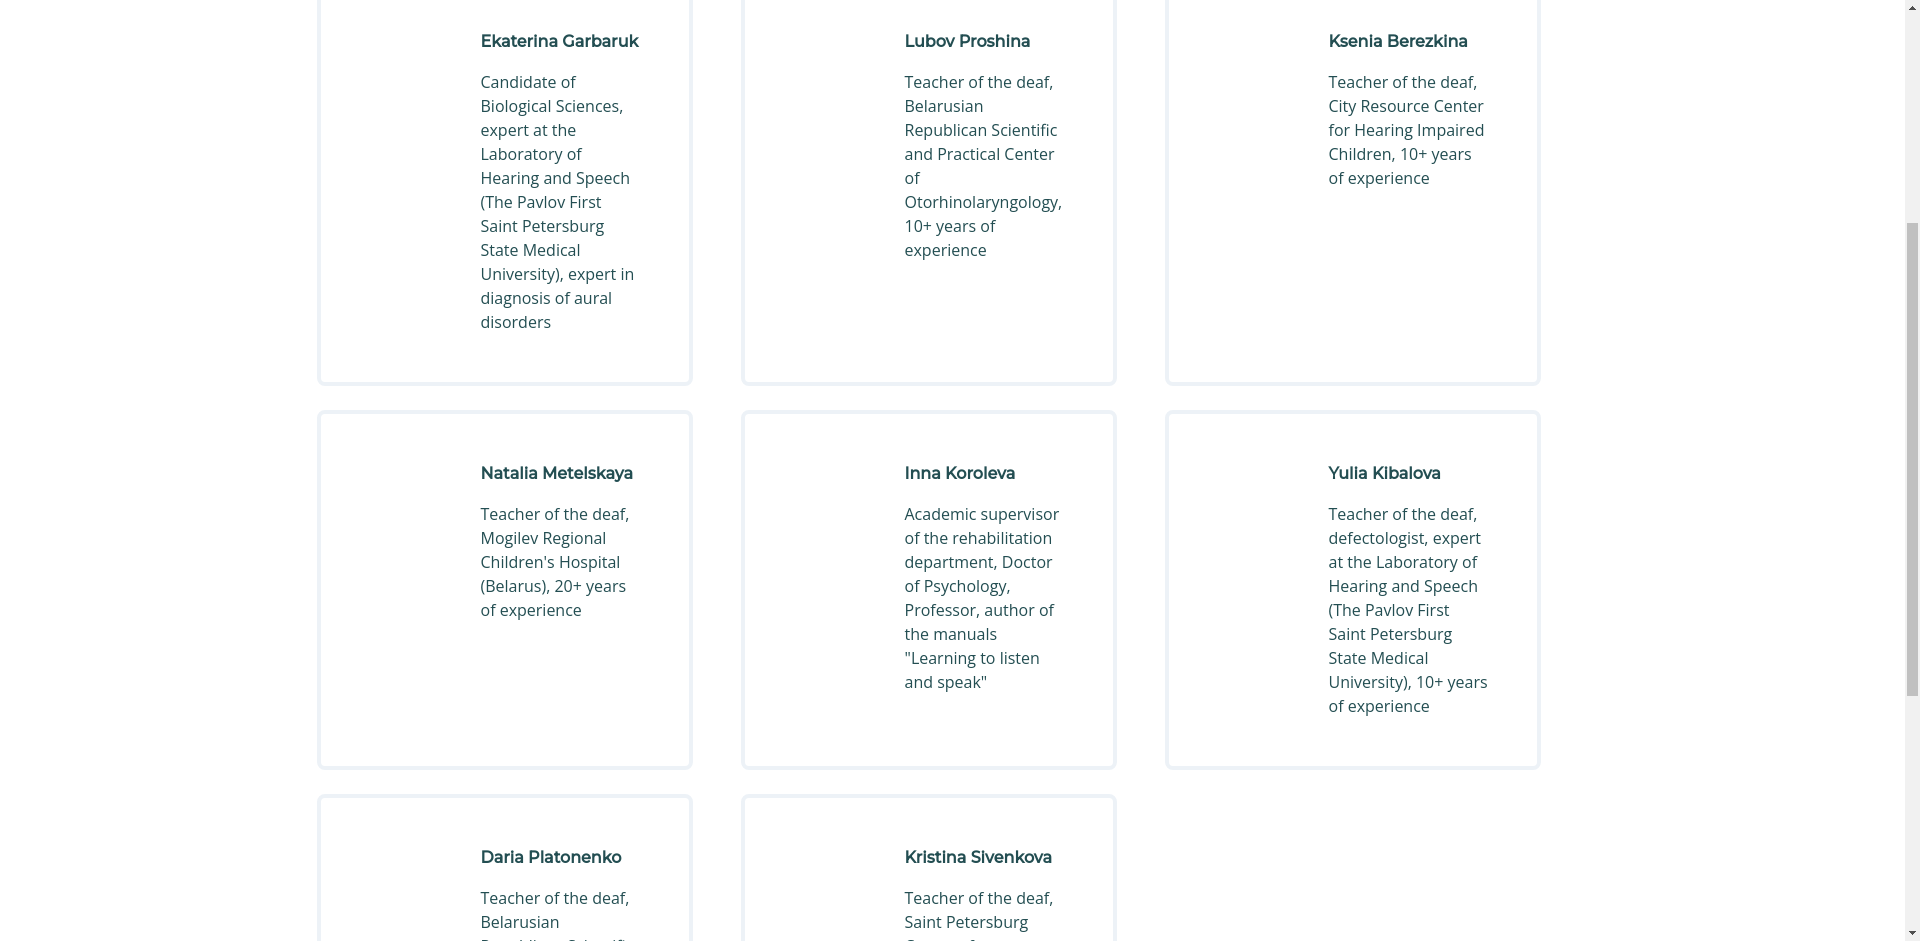 Ekaterina Garbaruk
Candidate of
Biological Sciences,
expert at the
Laboratory of
Hearing and Speech
(The Pavlov First
Saint Petersburg
State Medical
University), expert in
diagnosis of aural
disorders
Lubov Proshina
Teacher of the deaf,
Belarusian
Republican Scientific
and Practical Center
of
Otorhinolaryngology,
10+ years of
experience
Ksenia Berezkina
Teacher of the deaf,
City Resource Center
for Hearing Impaired
Children, 10+ years
of experience
Natalia Metelskaya
Teacher of the deaf,
Mogilev Regional
Children's Hospital
(Belarus), 20+ years
of experience
Inna Koroleva
Academic supervisor
of the rehabilitation
department, Doctor
of Psychology,
Professor, author of
the manuals
"Learning to listen
and speak"
Yulia Kibalova
Teacher of the deaf,
defectologist, expert
at the Laboratory of
Hearing and Speech
(The Pavlov First
Saint Petersburg
State Medical
University), 10+ years
of experience
Daria Platonenko
Teacher of the deaf,
Belarusian
Kristina Sivenkova
Teacher of the deaf,
Saint Petersburg